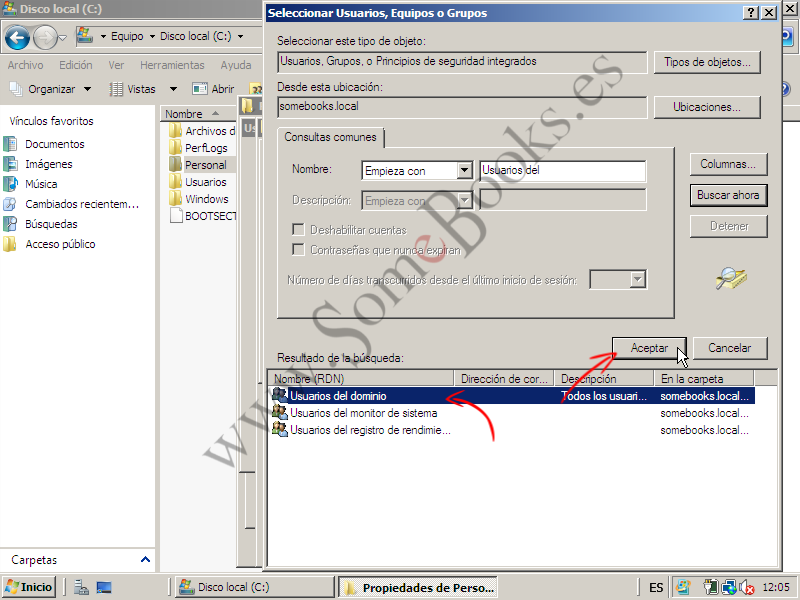 Disco local (C:)
Equipo
Disco local (C:)
Archivo
Edición
Ver
Herramientas
Ayuda
Organizar
Vistas
Abrir
Vínculos favoritos
Documentos
Imágenes
Música
Cambiados recientem...
Búsquedas
Acceso público
Carpetas
Nombre
Archivos d
PerfLogs
Personal
Usuarios
Windows
BOOTSECT
Seleccionar Usuarios, Equipos o Grupos
Seleccionar este tipo de objeto:
Usuarios, Grupos, o Principios de seguridad integrados
Tipos de objetos...
Desde esta ubicación:
somebooks.local
Ubicaciones...
Consultas comunes
Nombre:
Empieza con
Usuarios del
Descripción:
Empieza con
Deshabilitar cuentas
Contraseñas que nunca expiran
Número de días transcurridos desde el último inicio de sesión:
Columnas...
Buscar ahora
Detener
Aceptar
Cancelar
Resultado de la búsqueda:
Nombre (RDN)
Dirección de cor...
Descripción
En la carpeta
Usuarios del dominio
Todos los usuari...
somebooks.local...
Usuarios del monitor de sistema
somebooks.local...
Usuarios del registro de rendimie...
somebooks.local...
www.SomeBooks.es
Inicio
Disco local (C:)
Propiedades de Perso...
ES
12:05